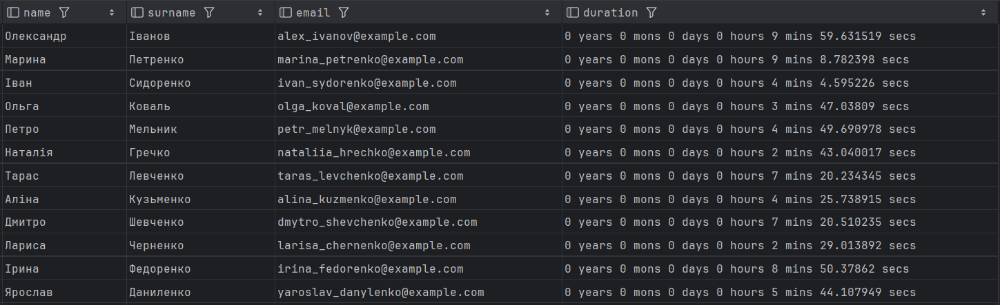 name surname email duration
Олександр Іванов alex_ivanov@example.com 0 years 0 mons 0 days 0 hours 9 mins 59.631519 secs
Марина Петренко marina_petrenko@example.com 0 years 0 mons 0 days 0 hours 9 mins 8.782398 secs
Іван Сидоренко ivan_sydorenko@example.com 0 years 0 mons 0 days 0 hours 4 mins 4.595226 secs
Ольга Коваль olga_koval@example.com 0 years 0 mons 0 days 0 hours 3 mins 47.03809 secs
Петро Мельник petr_melnyk@example.com 0 years 0 mons 0 days 0 hours 4 mins 49.690978 secs
Наталія Гречко nataliia_hrechko@example.com 0 years 0 mons 0 days 0 hours 2 mins 43.040017 secs
Тарас Левченко taras_levchenko@example.com 0 years 0 mons 0 days 0 hours 7 mins 20.234345 secs
Аліна Кузьменко alina_kuzmenko@example.com 0 years 0 mons 0 days 0 hours 4 mins 25.738915 secs
Дмитро Шевченко dmytro_shevchenko@example.com 0 years 0 mons 0 days 0 hours 7 mins 20.510235 secs
Лариса Черненко larisa_chernenko@example.com 0 years 0 mons 0 days 0 hours 2 mins 29.013892 secs
Ірина Федоренко irina_fedorenko@example.com 0 years 0 mons 0 days 0 hours 8 mins 50.37862 secs
Ярослав Даниленко yaroslav_danylenko@example.com 0 years 0 mons 0 days 0 hours 5 mins 44.107949 secs